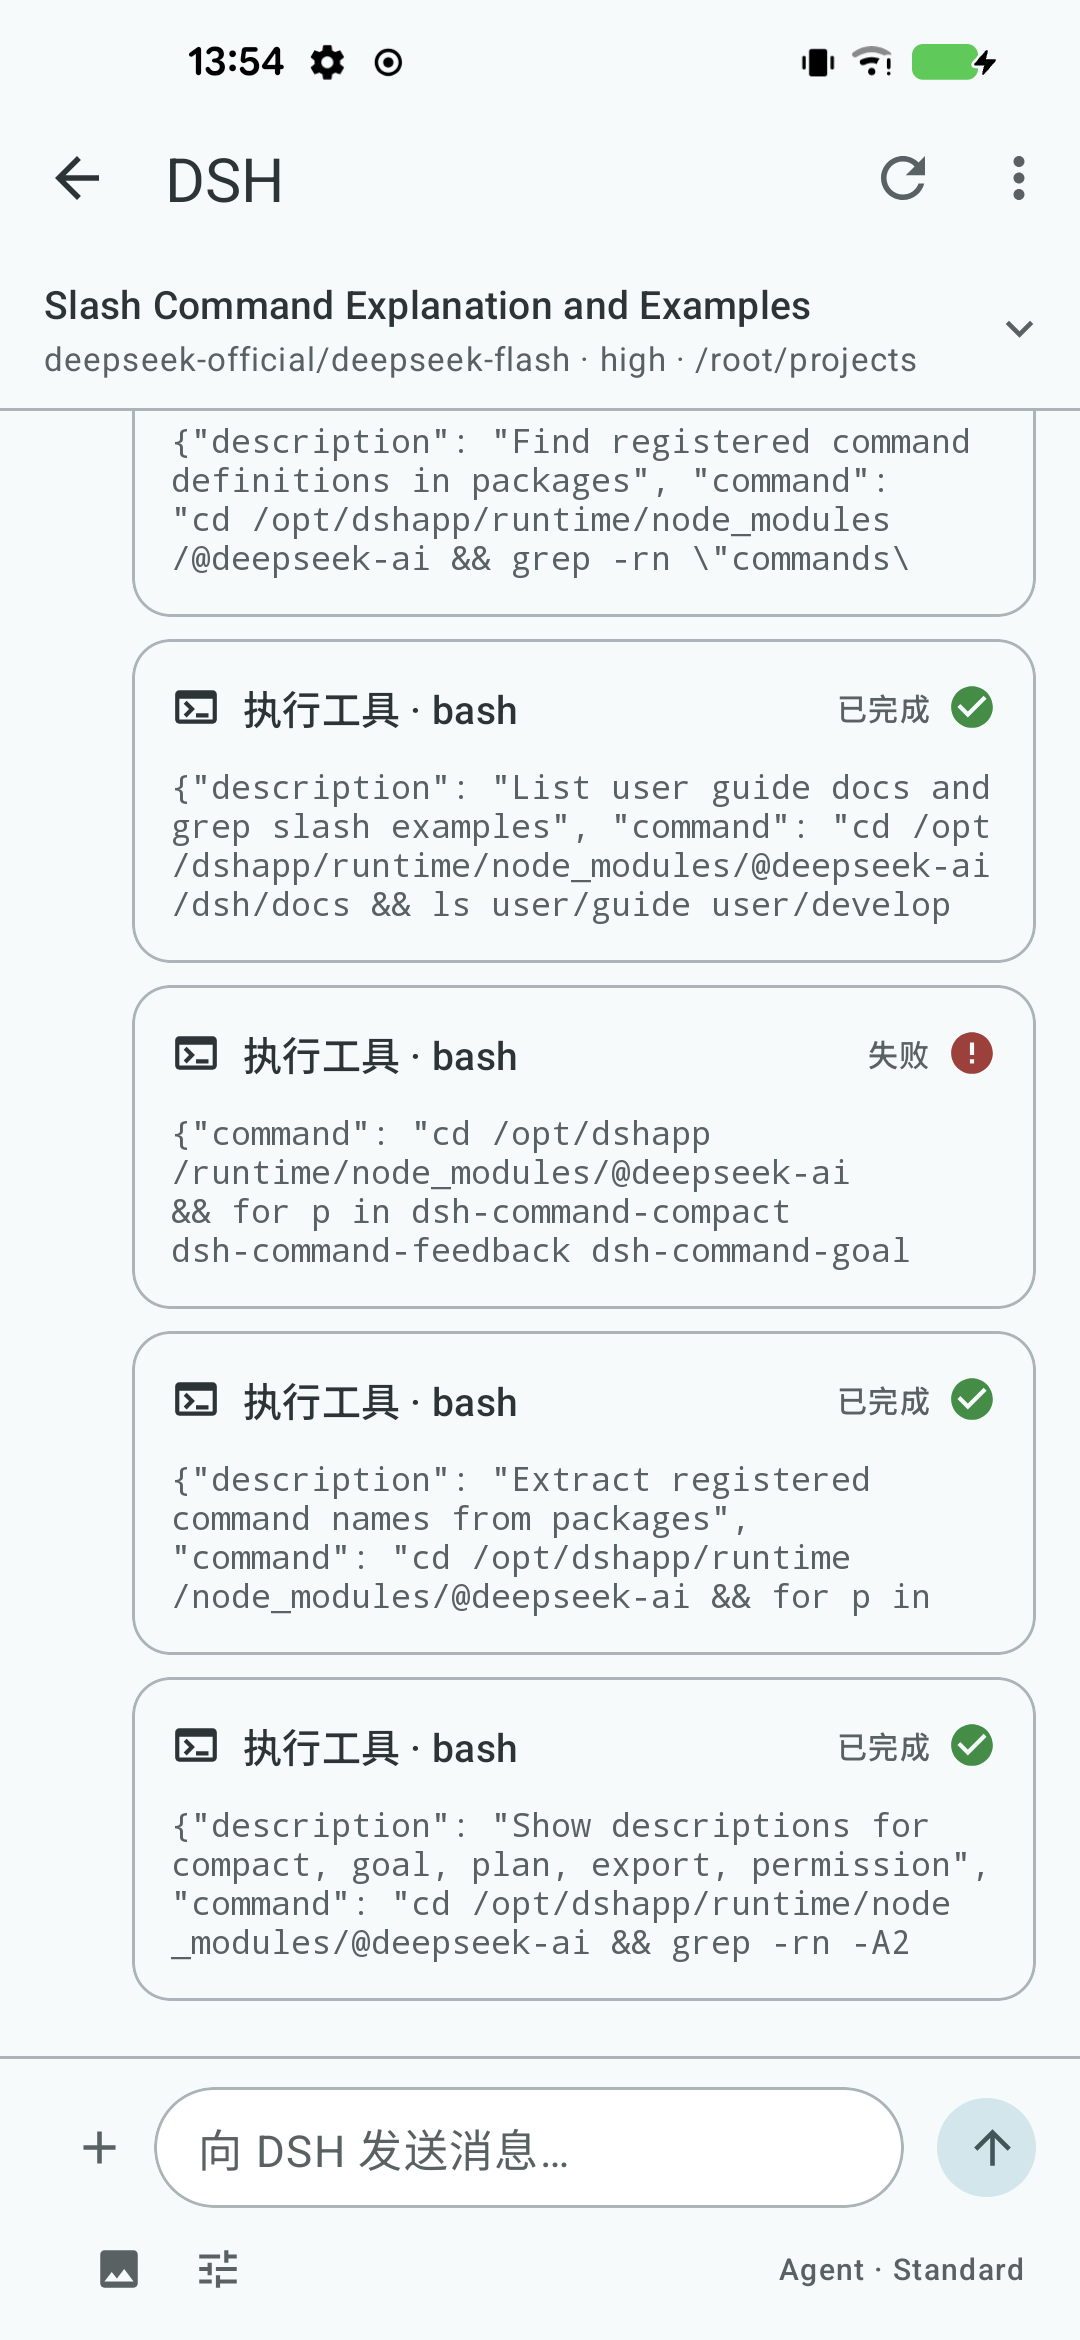 13:54
DSH
Slash Command Explanation and Examples
deepseek-official/deepseek-flash · high · /root/projects
{"description": "Find registered command
definitions in packages", "command":
"cd /opt/dshapp/runtime/node_modules
/@deepseek-ai && grep -rn \"commands\
执行工具 · bash
已完成
{"description": "List user guide docs and
grep slash examples", "command": "cd /opt
/dshapp/runtime/node_modules/@deepseek-ai
/dsh/docs && ls user/guide user/develop
执行工具 · bash
失败
{"command": "cd /opt/dshapp
/runtime/node_modules/@deepseek-ai
&& for p in dsh-command-compact
dsh-command-feedback dsh-command-goal
执行工具 · bash
已完成
{"description": "Extract registered
command names from packages",
"command": "cd /opt/dshapp/runtime
/node_modules/@deepseek-ai && for p in
执行工具 · bash
已完成
{"description": "Show descriptions for
compact, goal, plan, export, permission",
"command": "cd /opt/dshapp/runtime/node
_modules/@deepseek-ai && grep -rn -A2
向 DSH 发送消息...
Agent · Standard